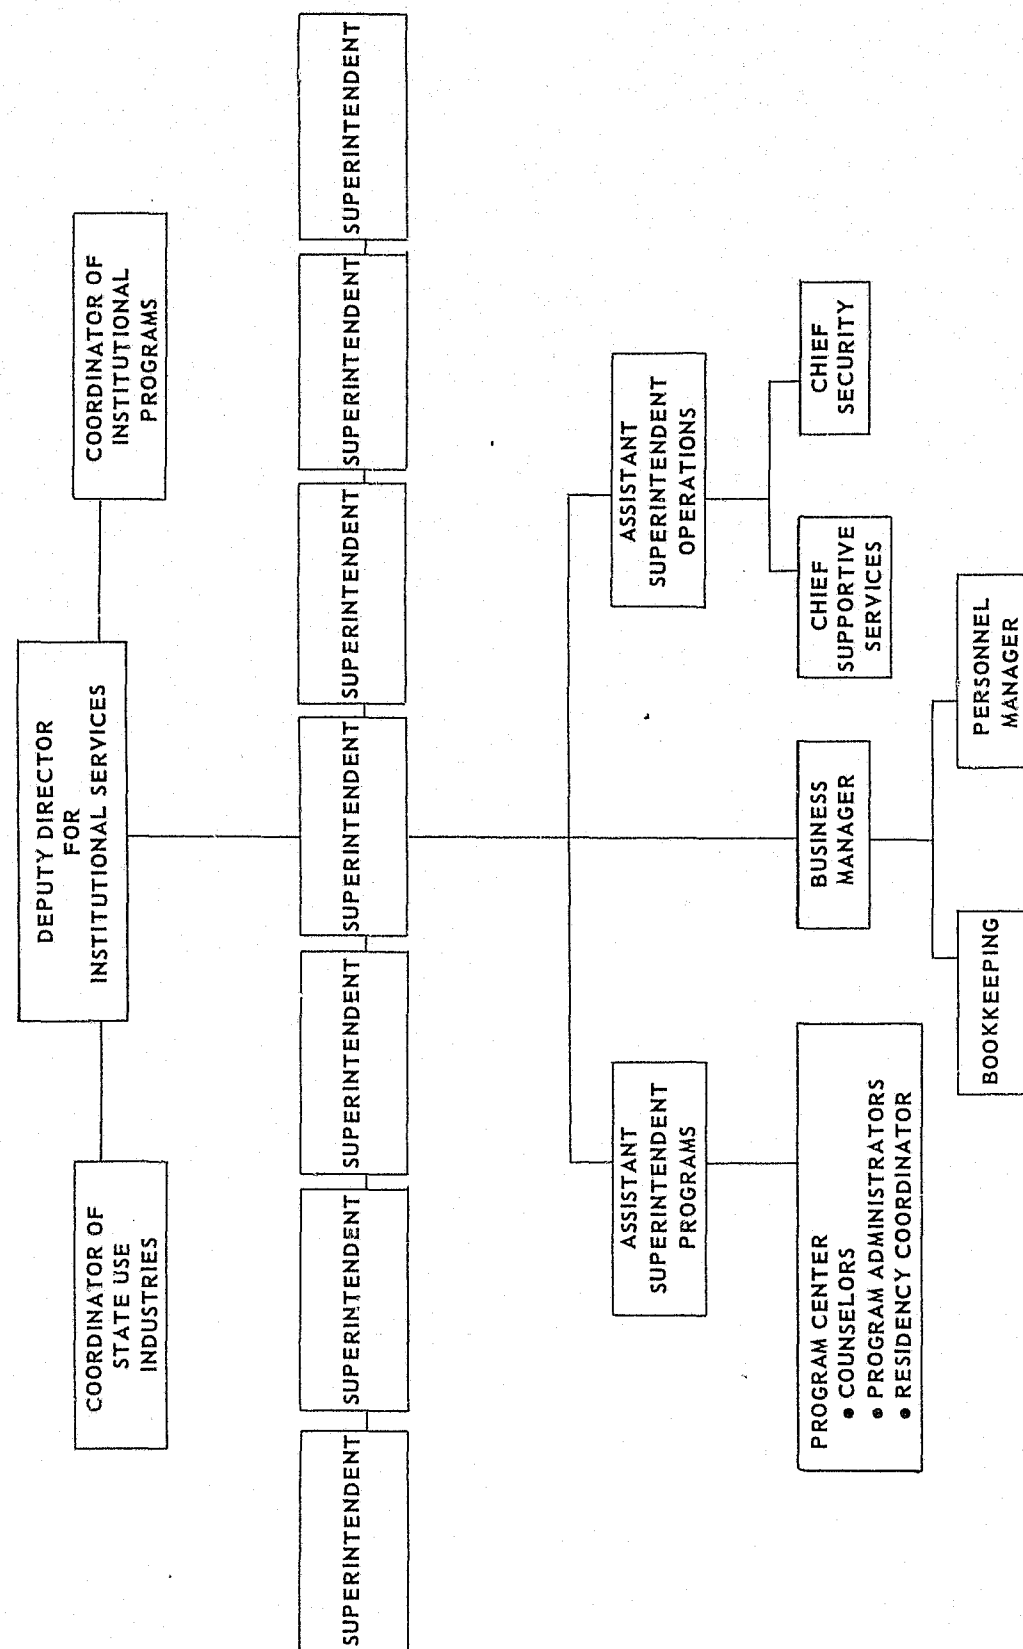 DEPUTY DIRECTOR
FOR
INSTITUTIONAL SERVICES
COORDINATOR OF
STATE USE
INDUSTRIES
COORDINATOR OF
INSTITUTIONAL
PROGRAMS
SUPERINTENDENT
SUPERINTENDENT
SUPERINTENDENT
SUPERINTENDENT
SUPERINTENDENT
SUPERINTENDENT
SUPERINTENDENT
ASSISTANT
SUPERINTENDENT
PROGRAMS
ASSISTANT
SUPERINTENDENT
OPERATIONS
PROGRAM CENTER
• COUNSELORS
• PROGRAM ADMINISTRATORS
• RESIDENCY COORDINATOR
BUSINESS
MANAGER
CHIEF
SUPPORTIVE
SERVICES
CHIEF
SECURITY
BOOKKEEPING
PERSONNEL
MANAGER